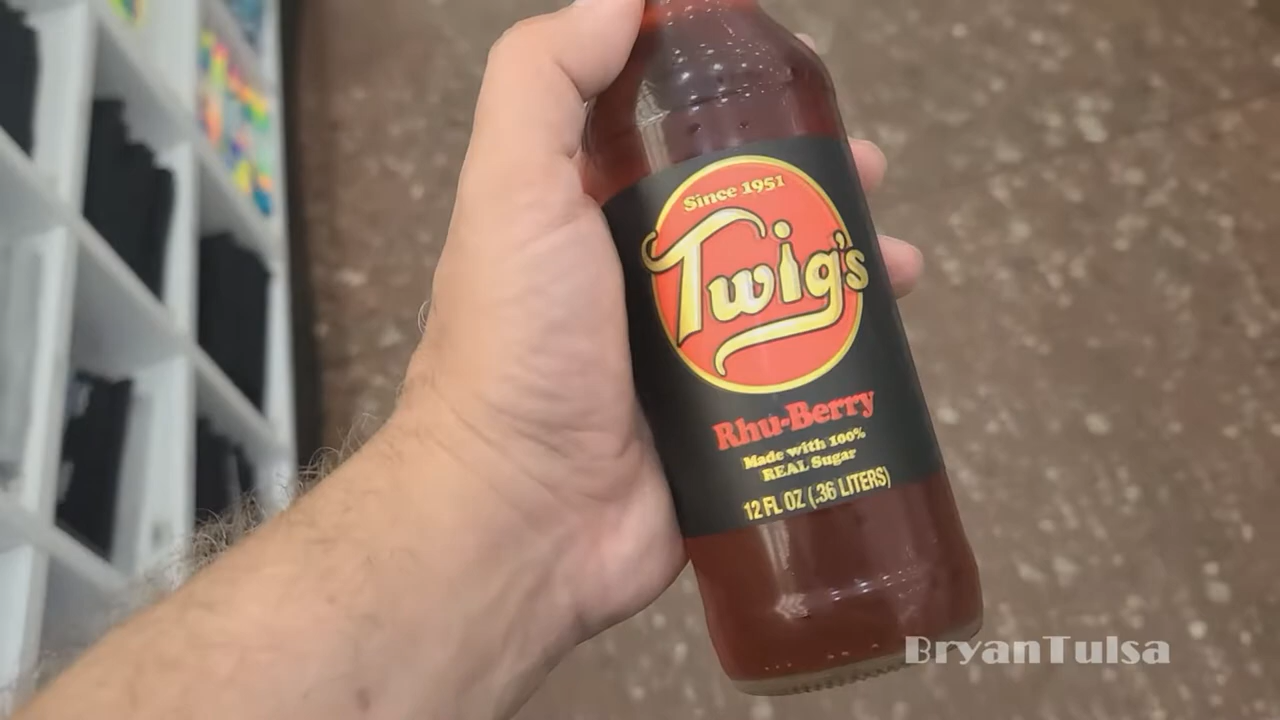 Since 1951
Twig's
Rhu-Berry
Made with 100%
REAL Sugar
12 FL OZ (.36 LITERS)
BryanTulsa